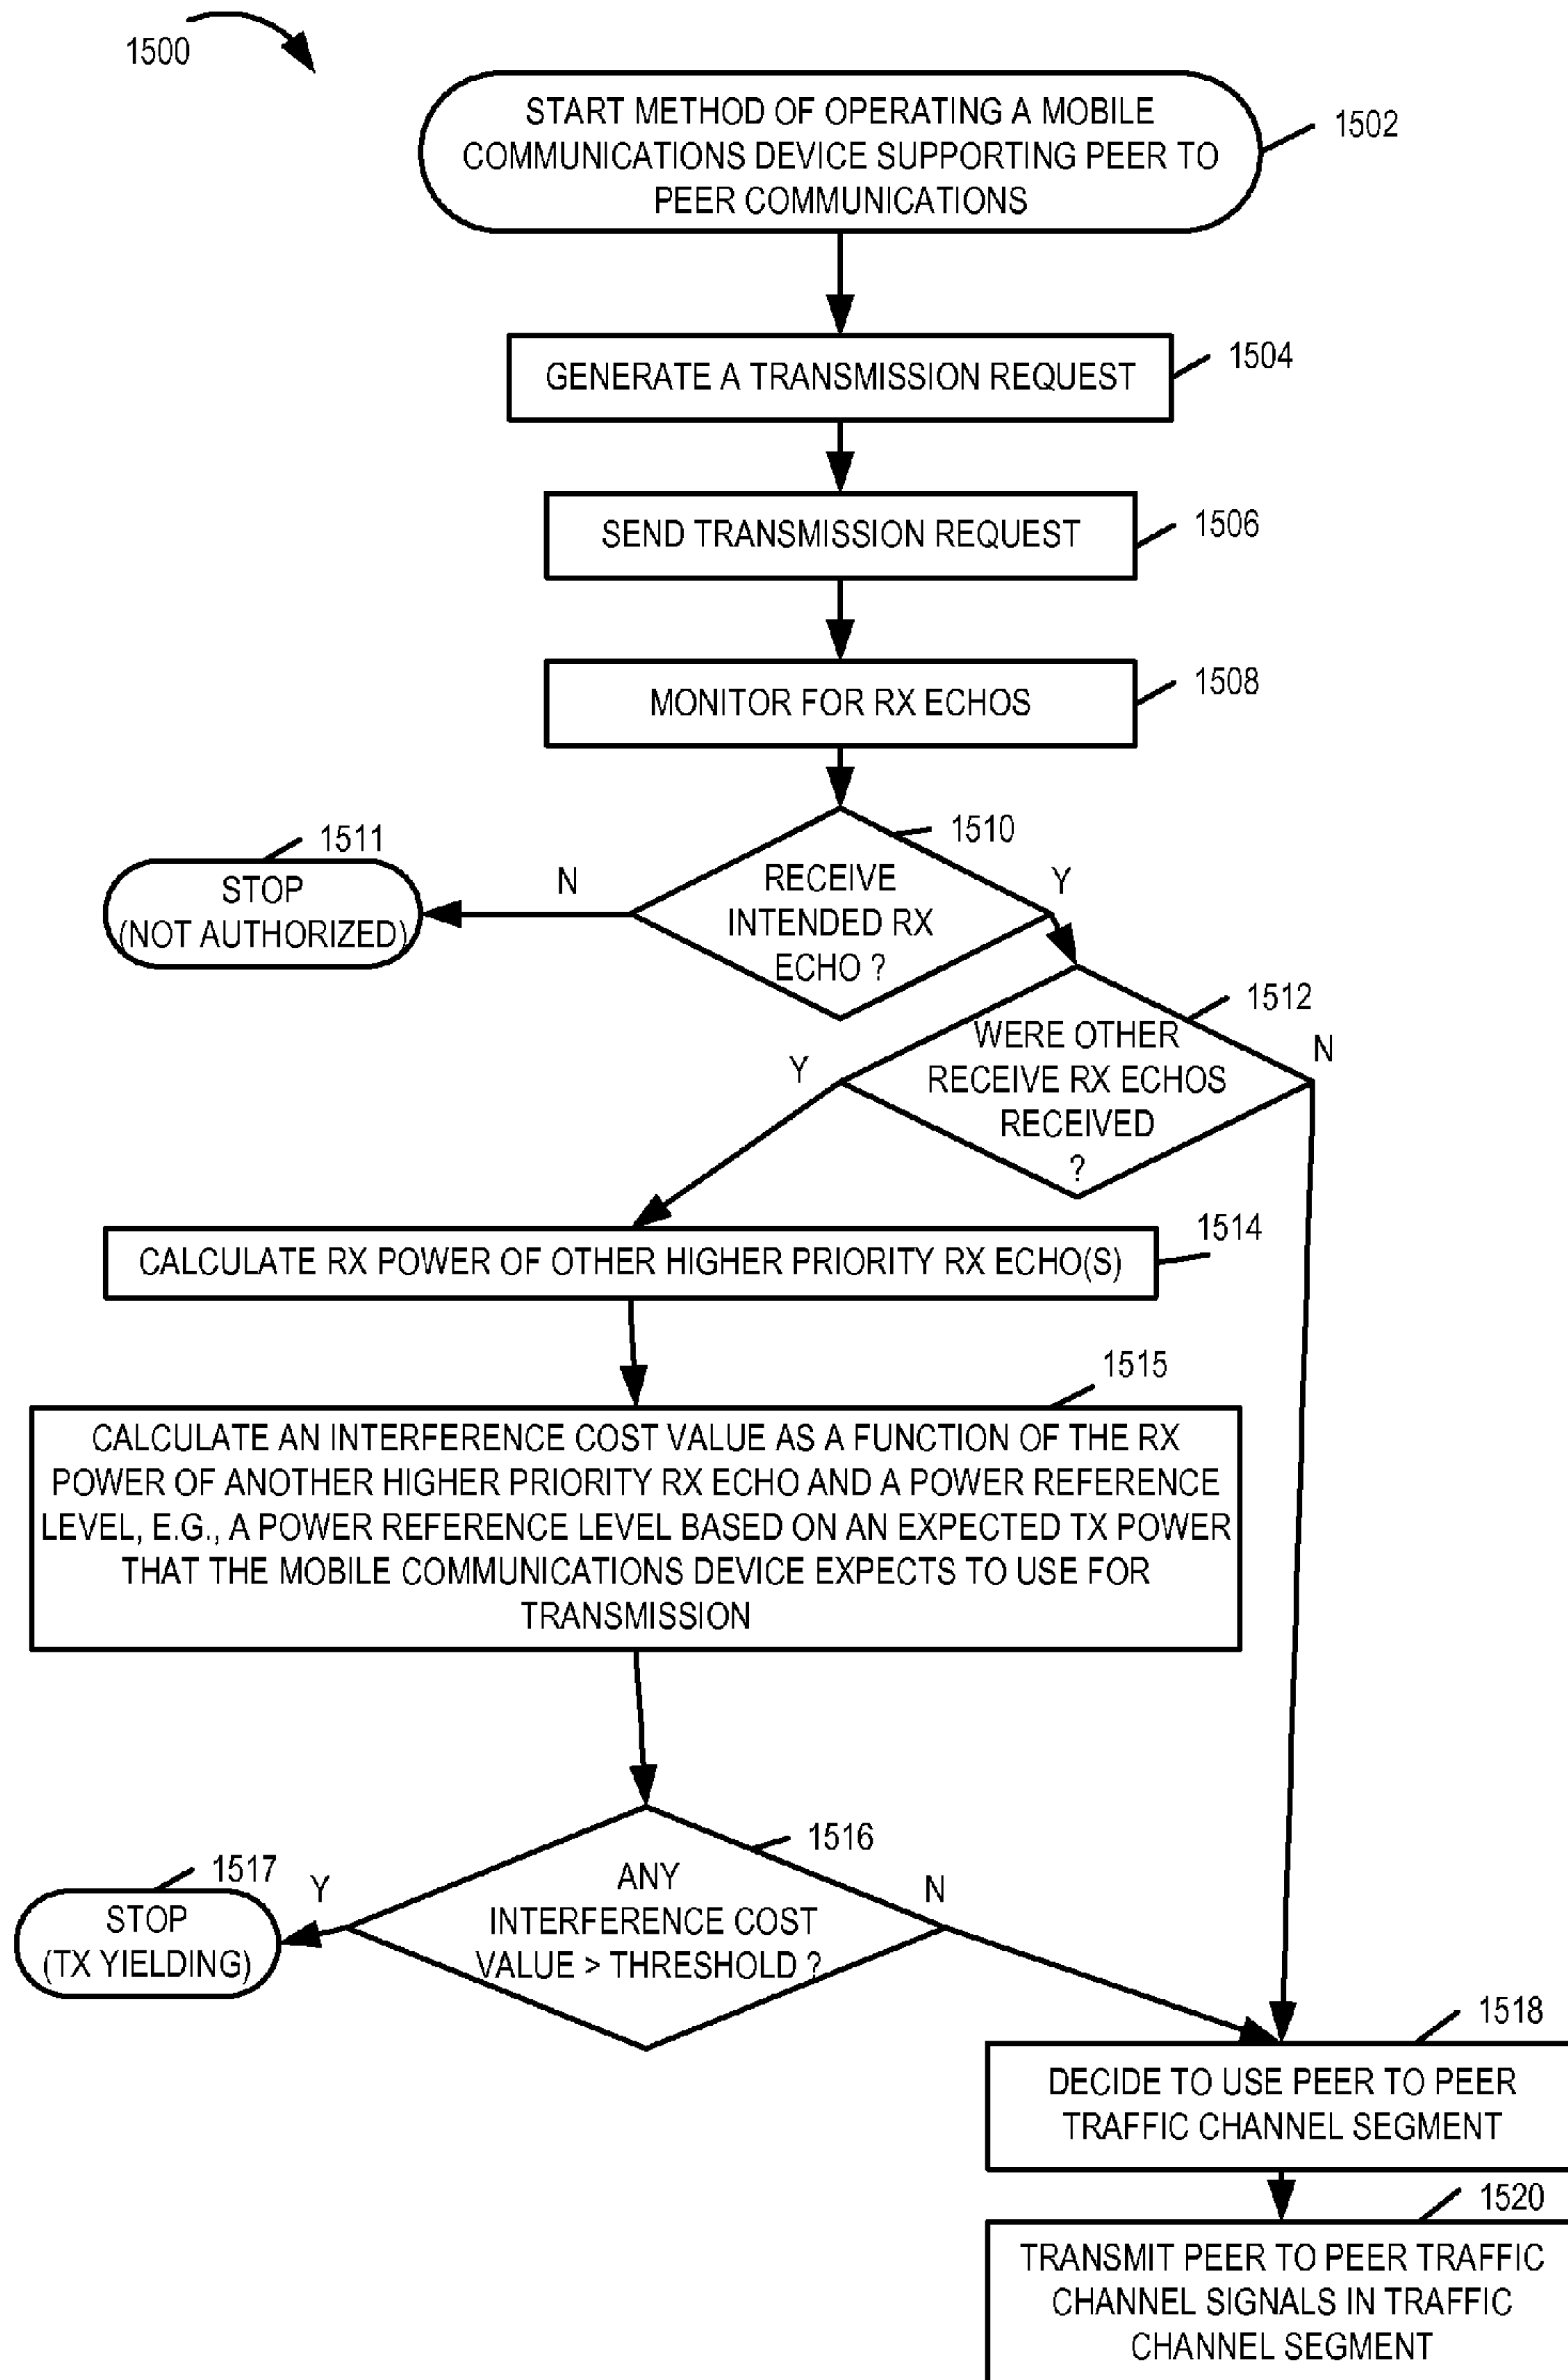 1500
START METHOD OF OPERATING A MOBILE
COMMUNICATIONS DEVICE SUPPORTING PEER TO
PEER COMMUNICATIONS
1502
GENERATE A TRANSMISSION REQUEST
1504
SEND TRANSMISSION REQUEST
1506
MONITOR FOR RX ECHOS
1508
1510
RECEIVE
INTENDED RX
ECHO ?
N
Y
1511
STOP
(NOT AUTHORIZED)
1512
WERE OTHER
RECEIVE RX ECHOS
RECEIVED
?
Y
N
1514
CALCULATE RX POWER OF OTHER HIGHER PRIORITY RX ECHO(S)
1515
CALCULATE AN INTERFERENCE COST VALUE AS A FUNCTION OF THE RX
POWER OF ANOTHER HIGHER PRIORITY RX ECHO AND A POWER REFERENCE
LEVEL, E.G., A POWER REFERENCE LEVEL BASED ON AN EXPECTED TX POWER
THAT THE MOBILE COMMUNICATIONS DEVICE EXPECTS TO USE FOR
TRANSMISSION
1516
ANY
INTERFERENCE COST
VALUE > THRESHOLD ?
Y
N
1517
STOP
(TX YIELDING)
1518
DECIDE TO USE PEER TO PEER
TRAFFIC CHANNEL SEGMENT
1520
TRANSMIT PEER TO PEER TRAFFIC
CHANNEL SIGNALS IN TRAFFIC
CHANNEL SEGMENT